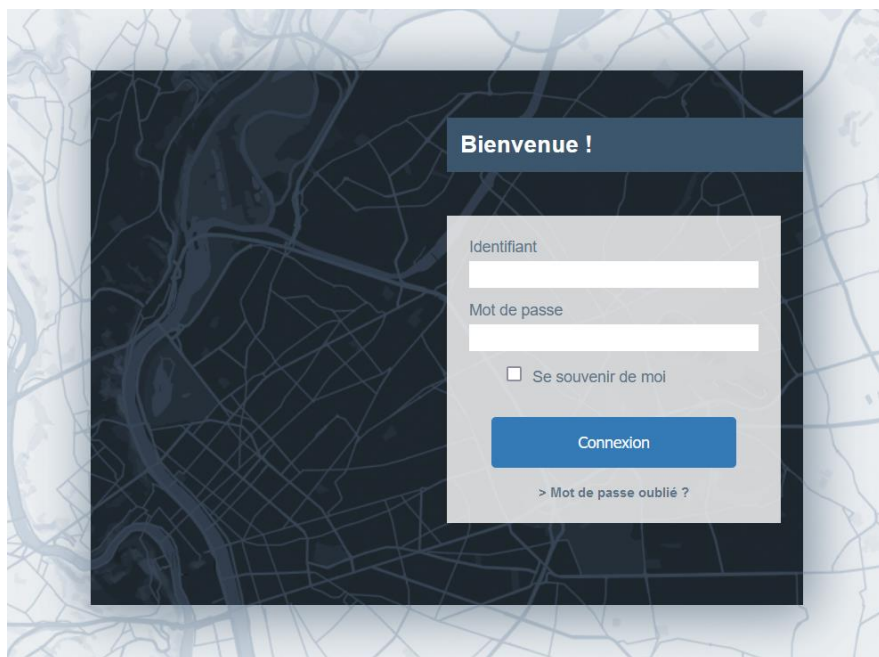 Bienvenue !
Identifiant
Mot de passe
Se souvenir de moi
Connexion
> Mot de passe oublié ?